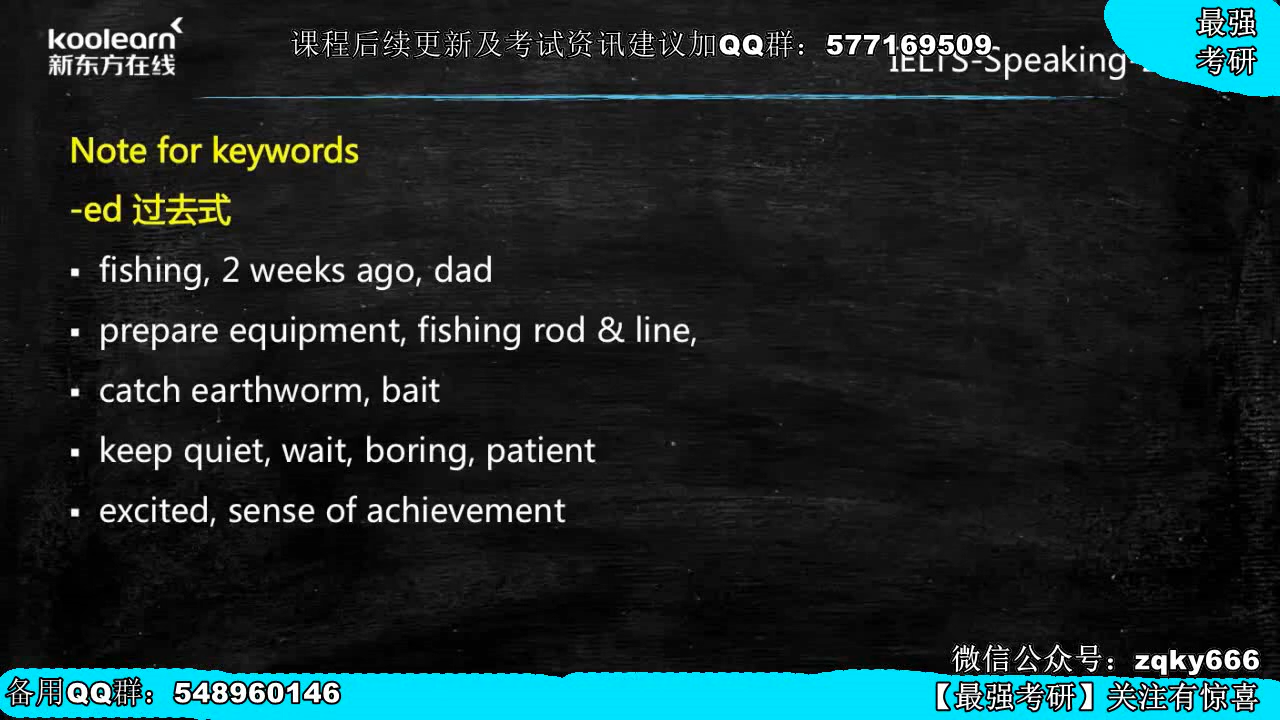 koolearn
新东方在线
课程后续更新及考试资讯建议加QQ群：577169509
IELTS-Speaking-
最强
考研
Note for keywords
-ed 过去式
▪ fishing, 2 weeks ago, dad
▪ prepare equipment, fishing rod & line,
▪ catch earthworm, bait
▪ keep quiet, wait, boring, patient
▪ excited, sense of achievement
微信公众号：zqky666
备用QQ群：548960146
【最强考研】关注有惊喜